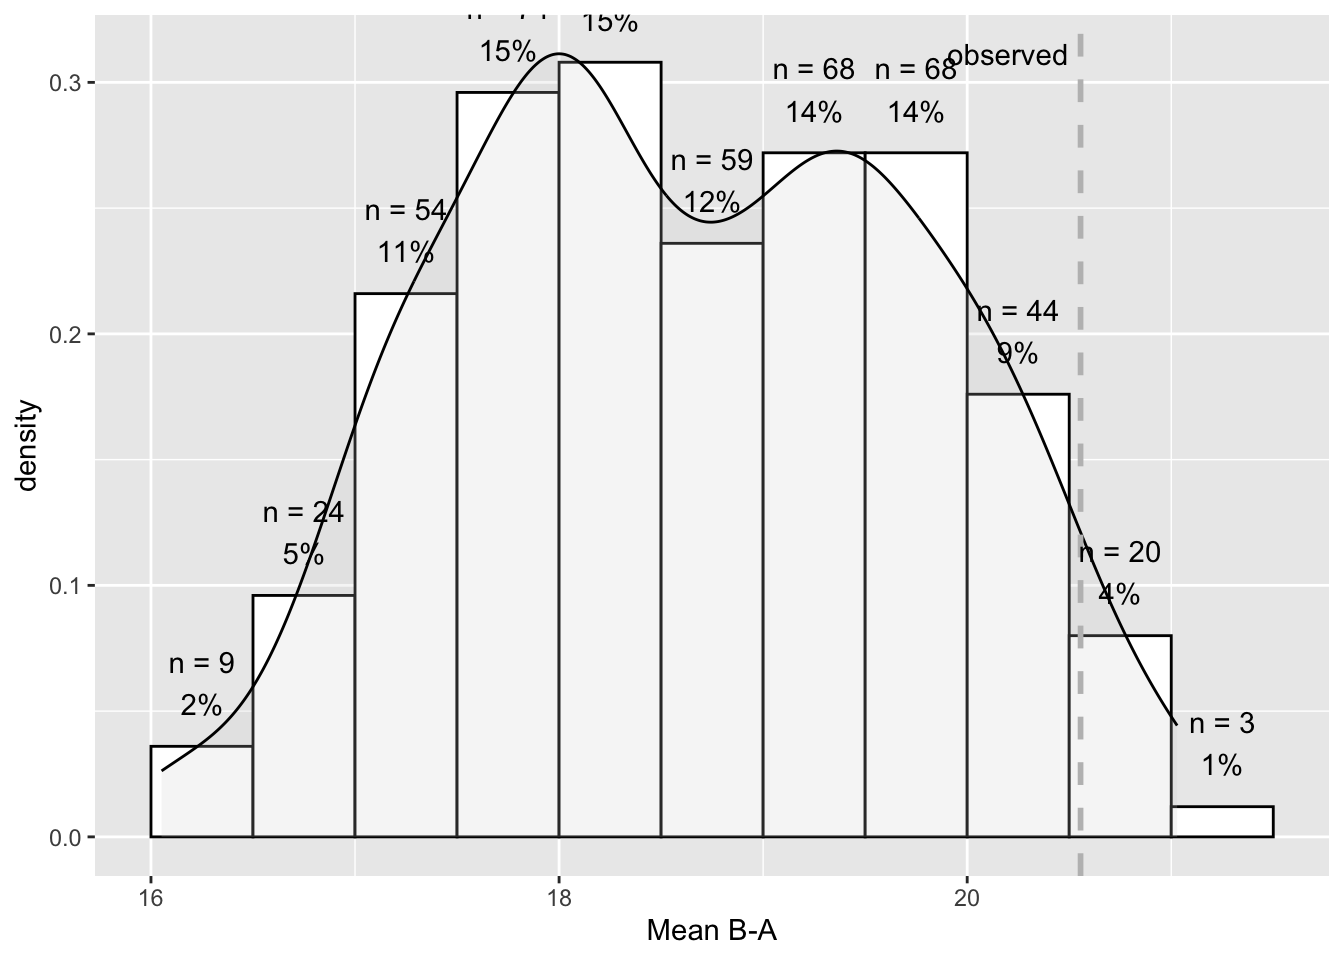 15%
15%
observed
n = 68
n = 68
14%
14%
n = 59
12%
n = 54
11%
n = 44
9%
n = 24
5%
n = 20
4%
n = 9
2%
n = 3
1%
0.3
0.2
0.1
0.0
density
16
18
20
Mean B-A